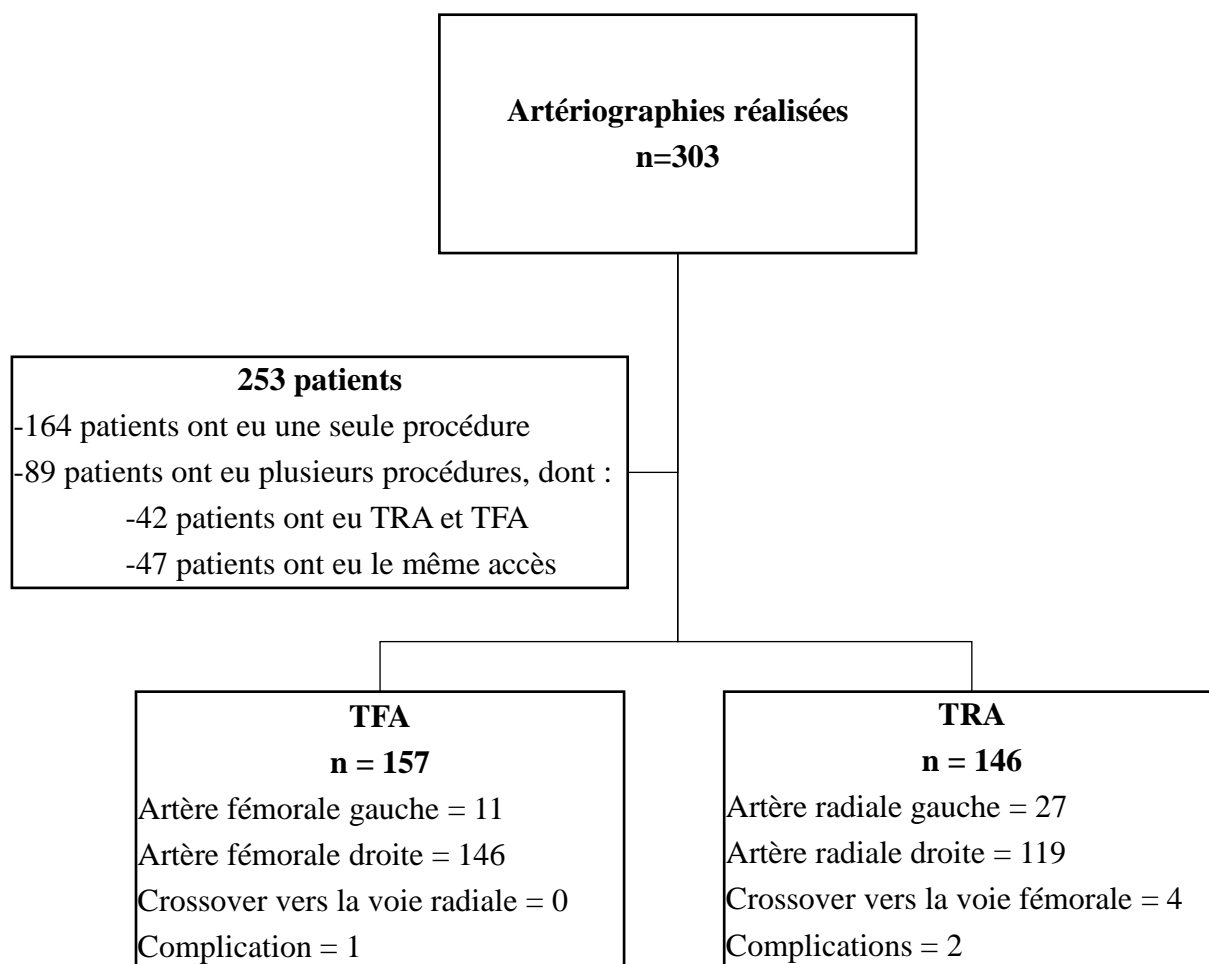 Artériographies réalisées
n=303
253 patients
-164 patients ont eu une seule procédure
-89 patients ont eu plusieurs procédures, dont :
-42 patients ont eu TRA et TFA
-47 patients ont eu le même accès
TFA
n = 157
Artère fémorale gauche = 11
Artère fémorale droite = 146
Crossover vers la voie radiale = 0
Complication = 1
TRA
n = 146
Artère radiale gauche = 27
Artère radiale droite = 119
Crossover vers la voie fémorale = 4
Complications = 2